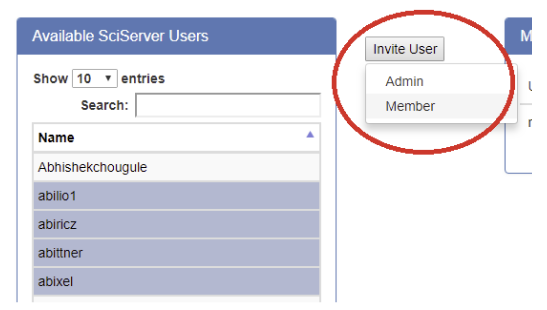 Available SciServer Users
Show 10 entries
Search:
Name
Abhishekchougule
abilio1
abiricz
abittner
abixel
Invite User
Admin
Member
M